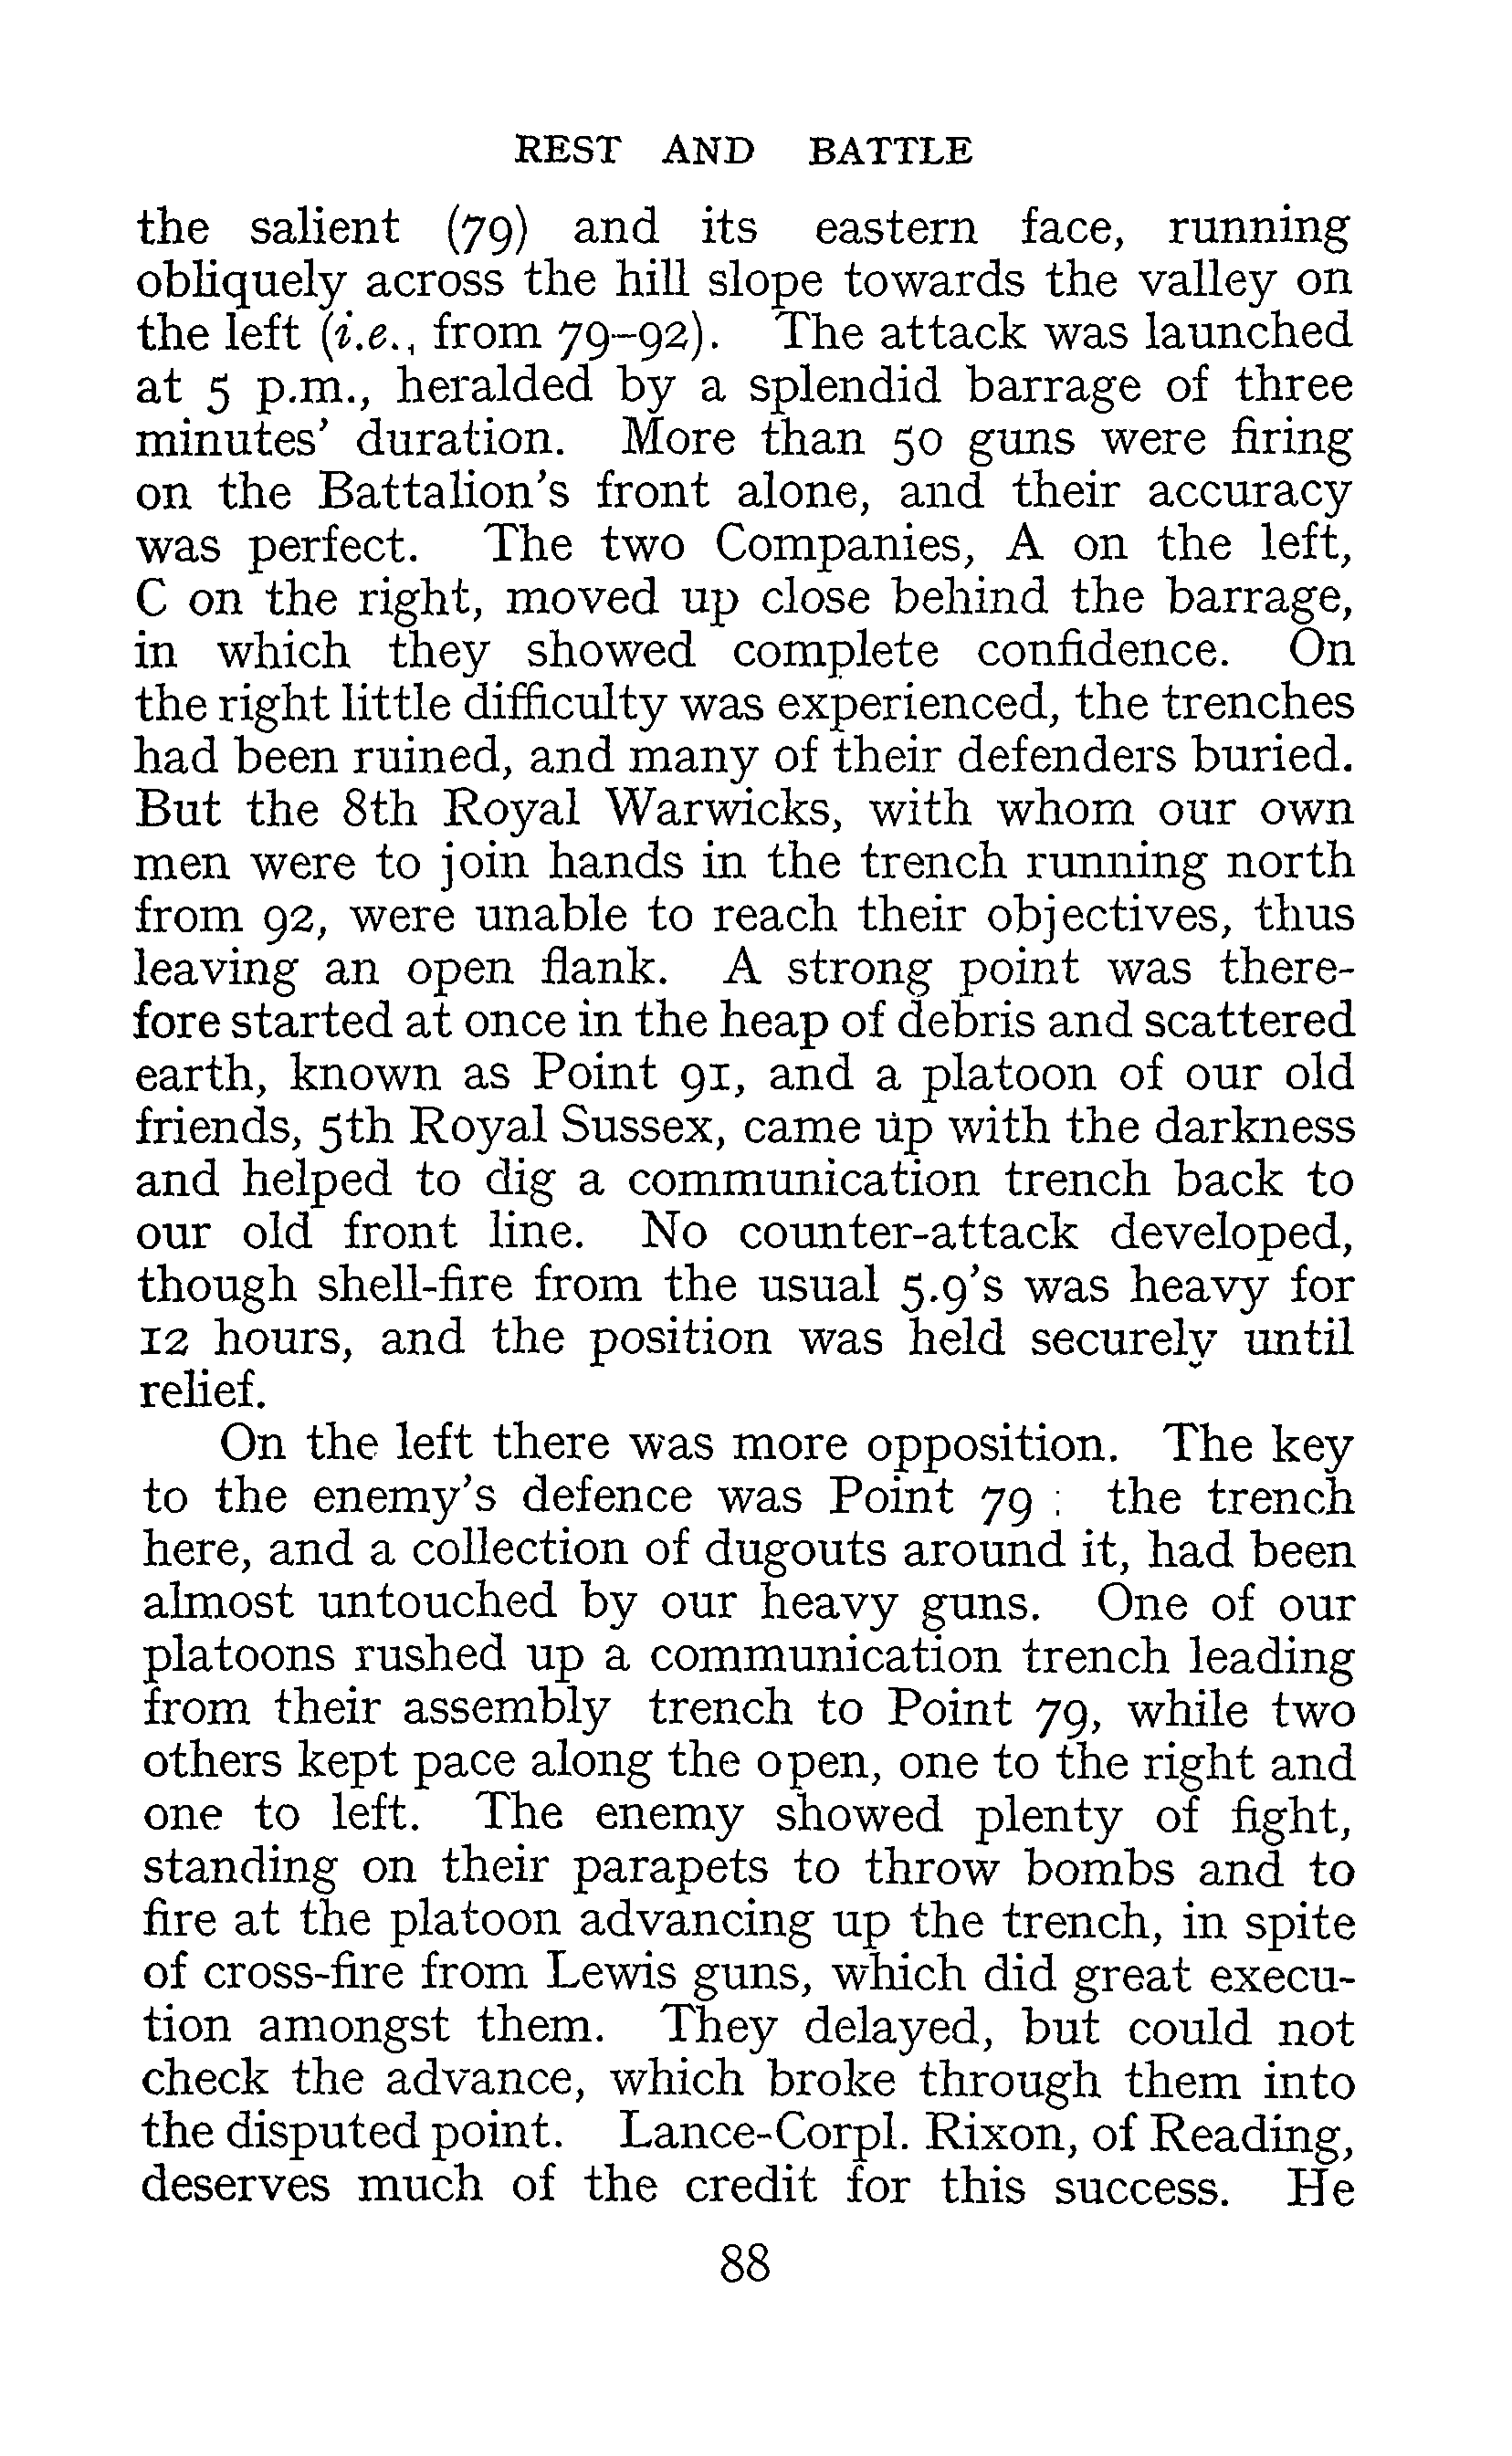 REST AND BATTLE
the salient (79) and its eastern face, running
obliquely across the hill slope towards the valley on
the left (i.e., from 79–92). The attack was launched
at 5 p.m., heralded by a splendid barrage of three
minutes' duration. More than 50 guns were firing
on the Battalion's front alone, and their accuracy
was perfect. The two Companies, A on the left,
C on the right, moved up close behind the barrage,
in which they showed complete confidence. On
the right little difficulty was experienced, the trenches
had been ruined, and many of their defenders buried.
But the 8th Royal Warwicks, with whom our own
men were to join hands in the trench running north
from 92, were unable to reach their objectives, thus
leaving an open flank. A strong point was there-
fore started at once in the heap of debris and scattered
earth, known as Point 91, and a platoon of our old
friends, 5th Royal Sussex, came up with the darkness
and helped to dig a communication trench back to
our old front line. No counter-attack developed,
though shell-fire from the usual 5.9's was heavy for
12 hours, and the position was held securely until
relief.
On the left there was more opposition. The key
to the enemy's defence was Point 79 : the trench
here, and a collection of dugouts around it, had been
almost untouched by our heavy guns. One of our
platoons rushed up a communication trench leading
from their assembly trench to Point 79, while two
others kept pace along the open, one to the right and
one to left. The enemy showed plenty of fight,
standing on their parapets to throw bombs and to
fire at the platoon advancing up the trench, in spite
of cross-fire from Lewis guns, which did great execu-
tion amongst them. They delayed, but could not
check the advance, which broke through them into
the disputed point. Lance-Corpl. Rixon, of Reading,
deserves much of the credit for this success. He
88